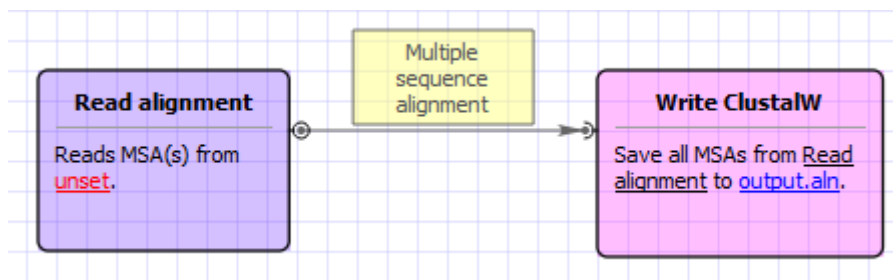 Multiple
sequence
alignment
Read alignment
Reads MSA(s) from
unset.
Write ClustalW
Save all MSAs from Read
alignment to output.aln.